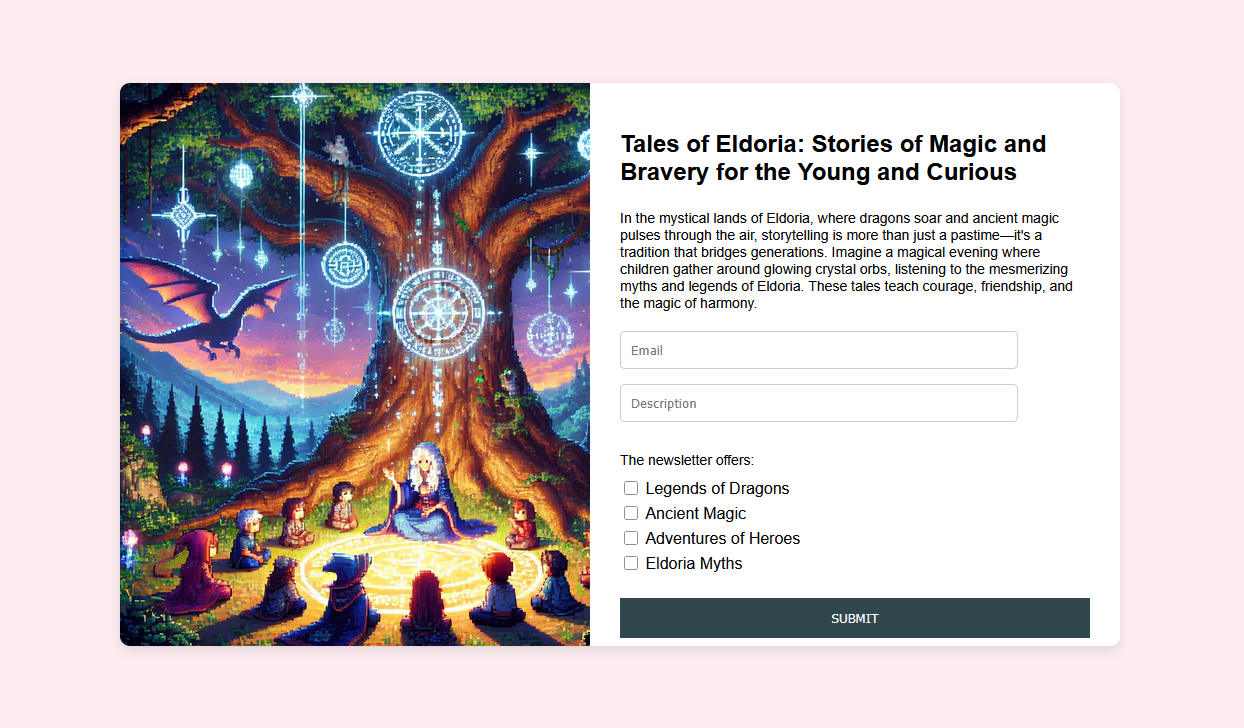 Tales of Eldoria: Stories of Magic and
Bravery for the Young and Curious
In the mystical lands of Eldoria, where dragons soar and ancient magic
pulses through the air, storytelling is more than just a pastime—it's a
tradition that bridges generations. Imagine a magical evening where
children gather around glowing crystal orbs, listening to the mesmerizing
myths and legends of Eldoria. These tales teach courage, friendship, and
the magic of harmony.
Email
Description
The newsletter offers:
Legends of Dragons
Ancient Magic
Adventures of Heroes
Eldoria Myths
SUBMIT